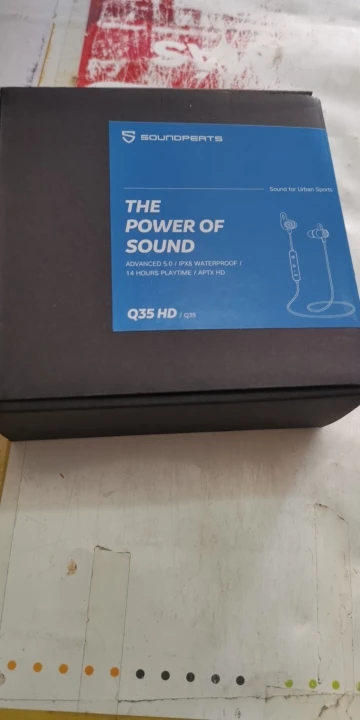 SOUNDPEATS
Sound for Urban Sports
THE
POWER OF
SOUND
ADVANCED 5.0 / IPX8 WATERPROOF /
14 HOURS PLAYTIME / APTX HD
Q35 HD / Q35